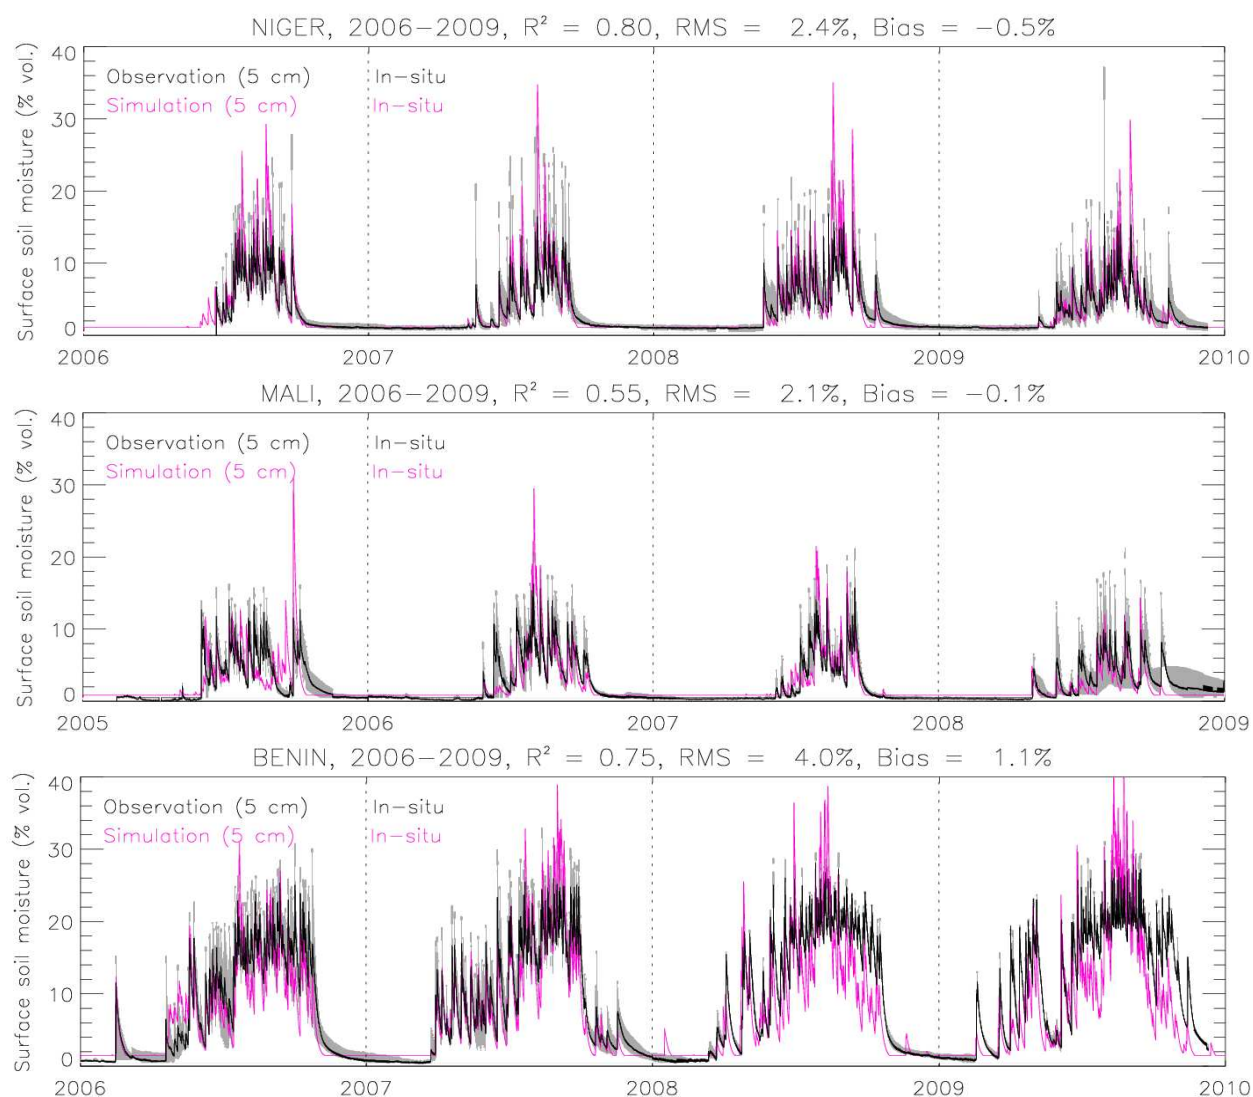 NIGER, 2006-2009, R² = 0.80, RMS = 2.4%, Bias = -0.5%
Surface soil moisture (% vol.)
40
30
20
10
0
Observation (5 cm) In-situ
Simulation (5 cm) In-situ
2006 2007 2008 2009 2010
MALI, 2006-2009, R² = 0.55, RMS = 2.1%, Bias = -0.1%
Surface soil moisture (% vol.)
40
30
20
10
0
Observation (5 cm) In-situ
Simulation (5 cm) In-situ
2005 2006 2007 2008 2009
BENIN, 2006-2009, R² = 0.75, RMS = 4.0%, Bias = 1.1%
Surface soil moisture (% vol.)
40
30
20
10
0
Observation (5 cm) In-situ
Simulation (5 cm) In-situ
2006 2007 2008 2009 2010